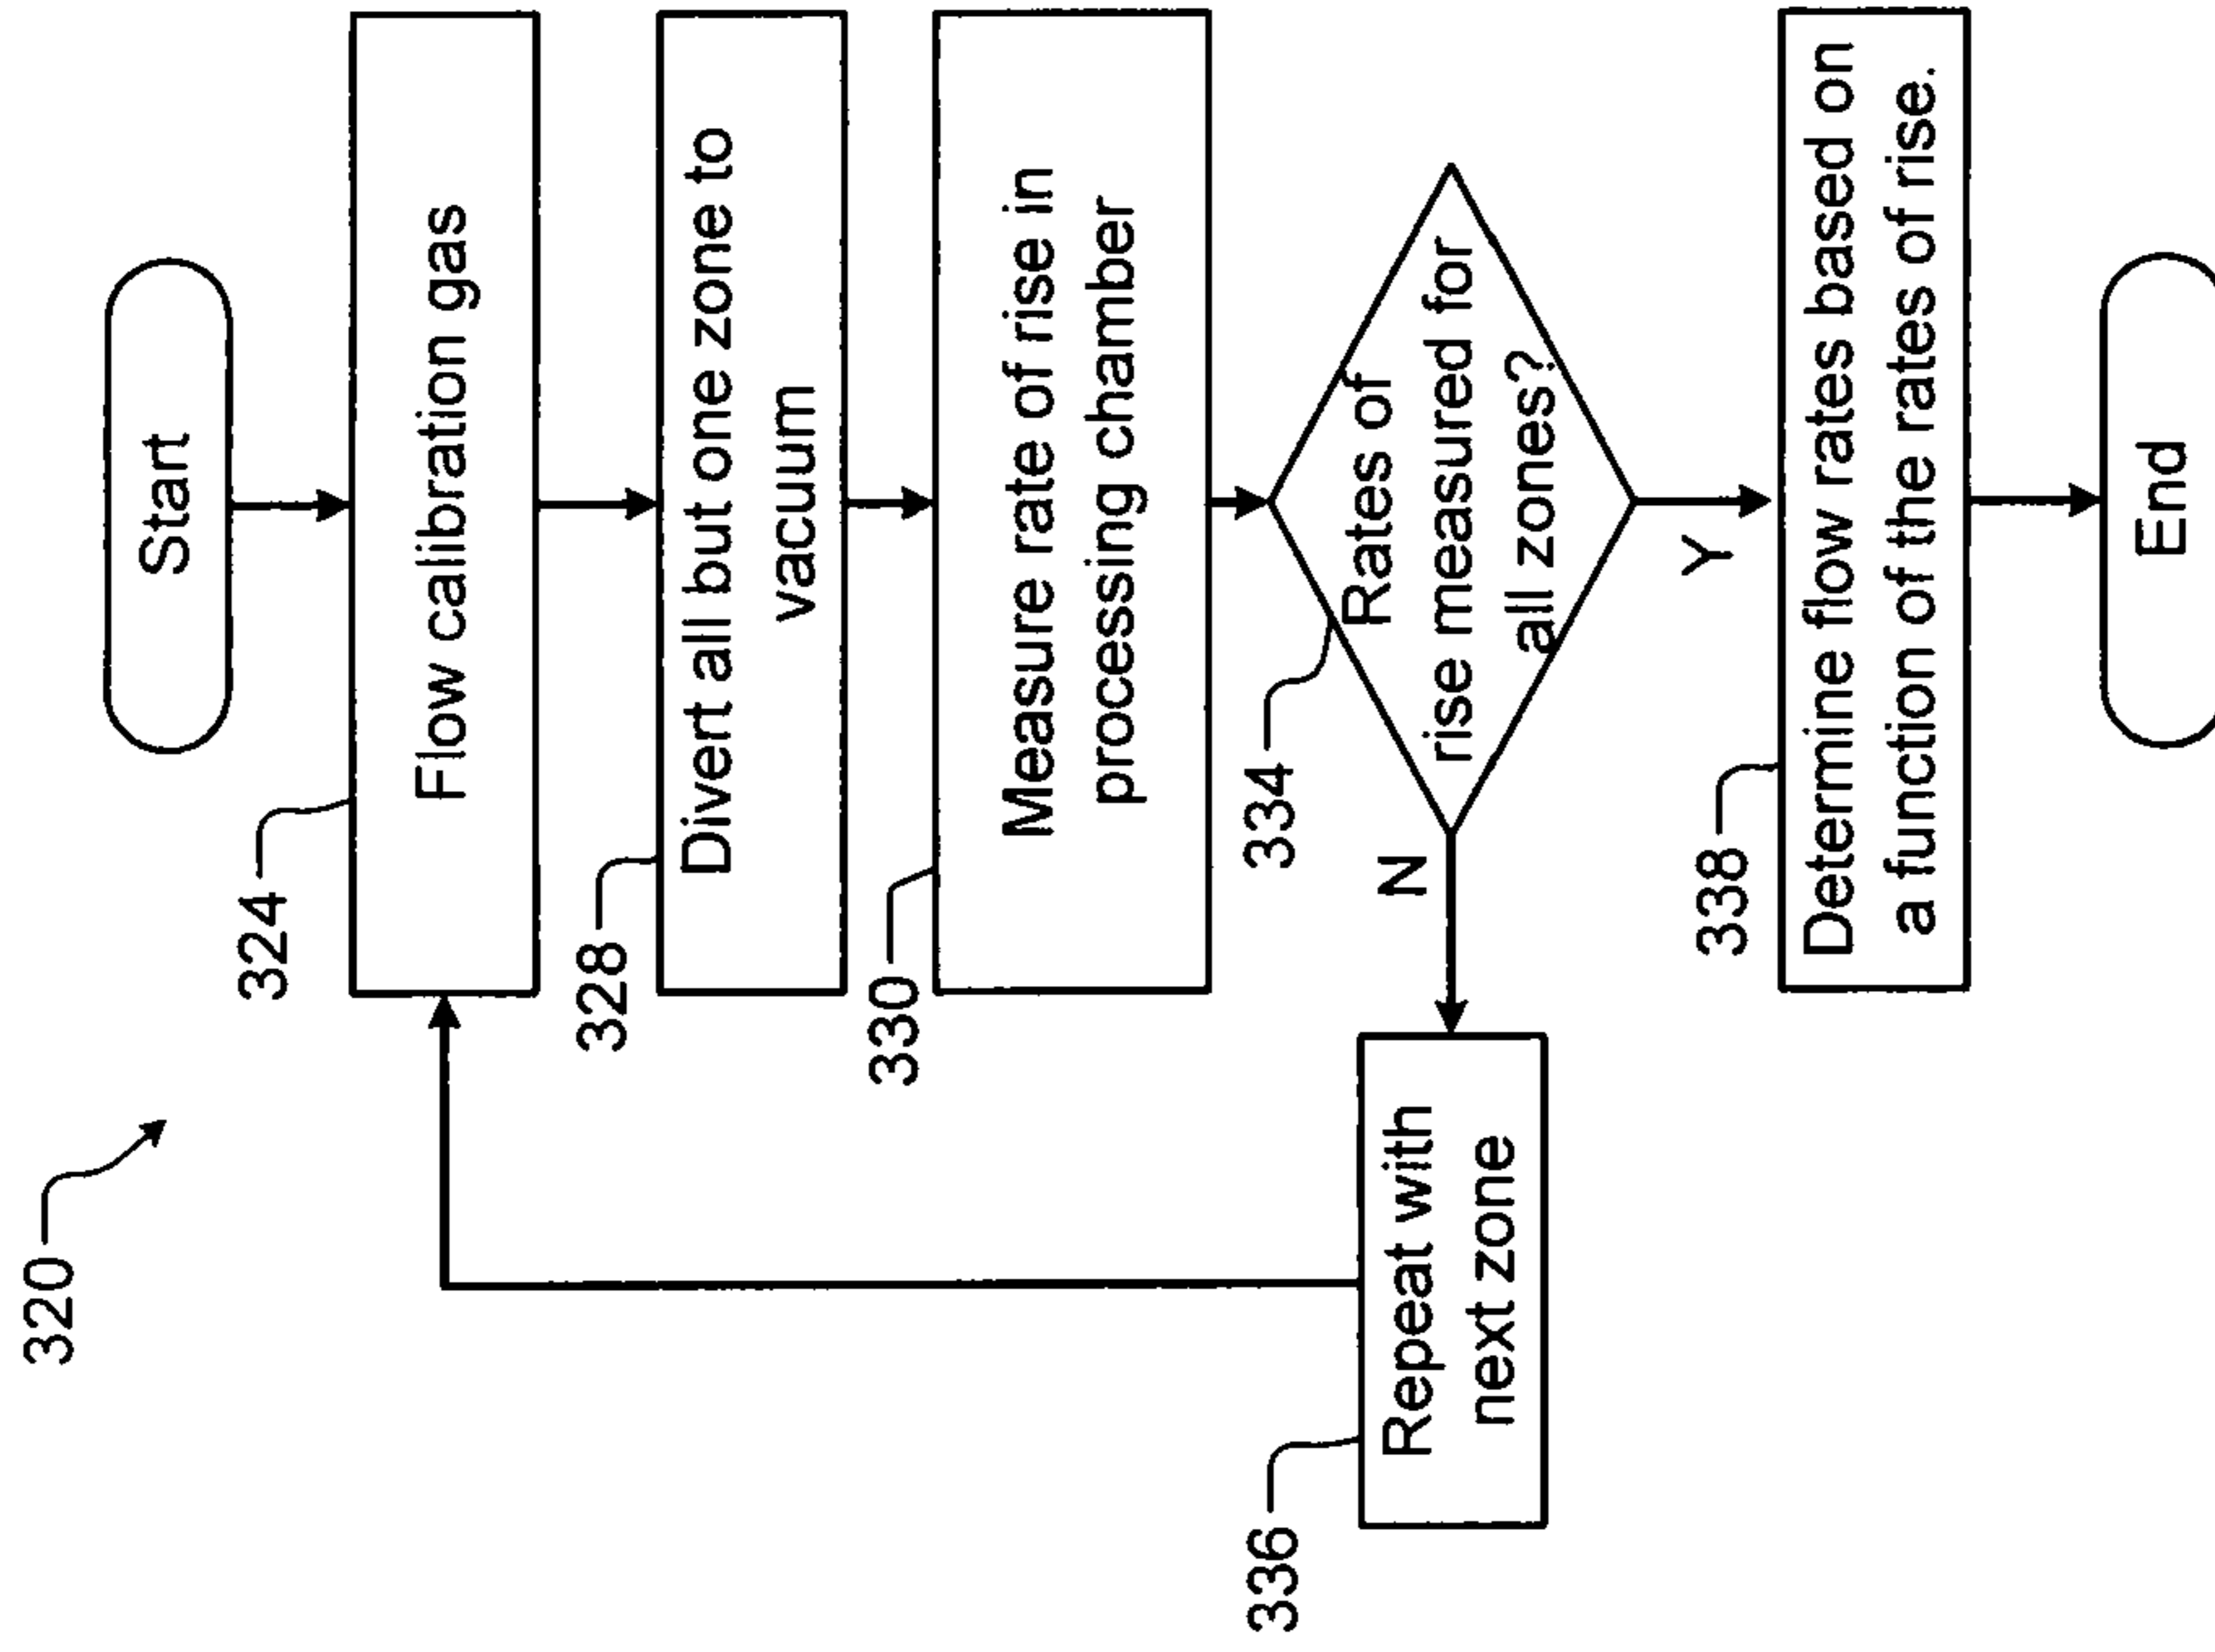 320
Start
324
Flow calibration gas
328
Divert all but one zone to
vacuum
330
Measure rate of rise in
processing chamber
334
Rates of
rise measured for
all zones?
N
336
Repeat with
next zone
Y
338
Determine flow rates based on
a function of the rates of rise.
End